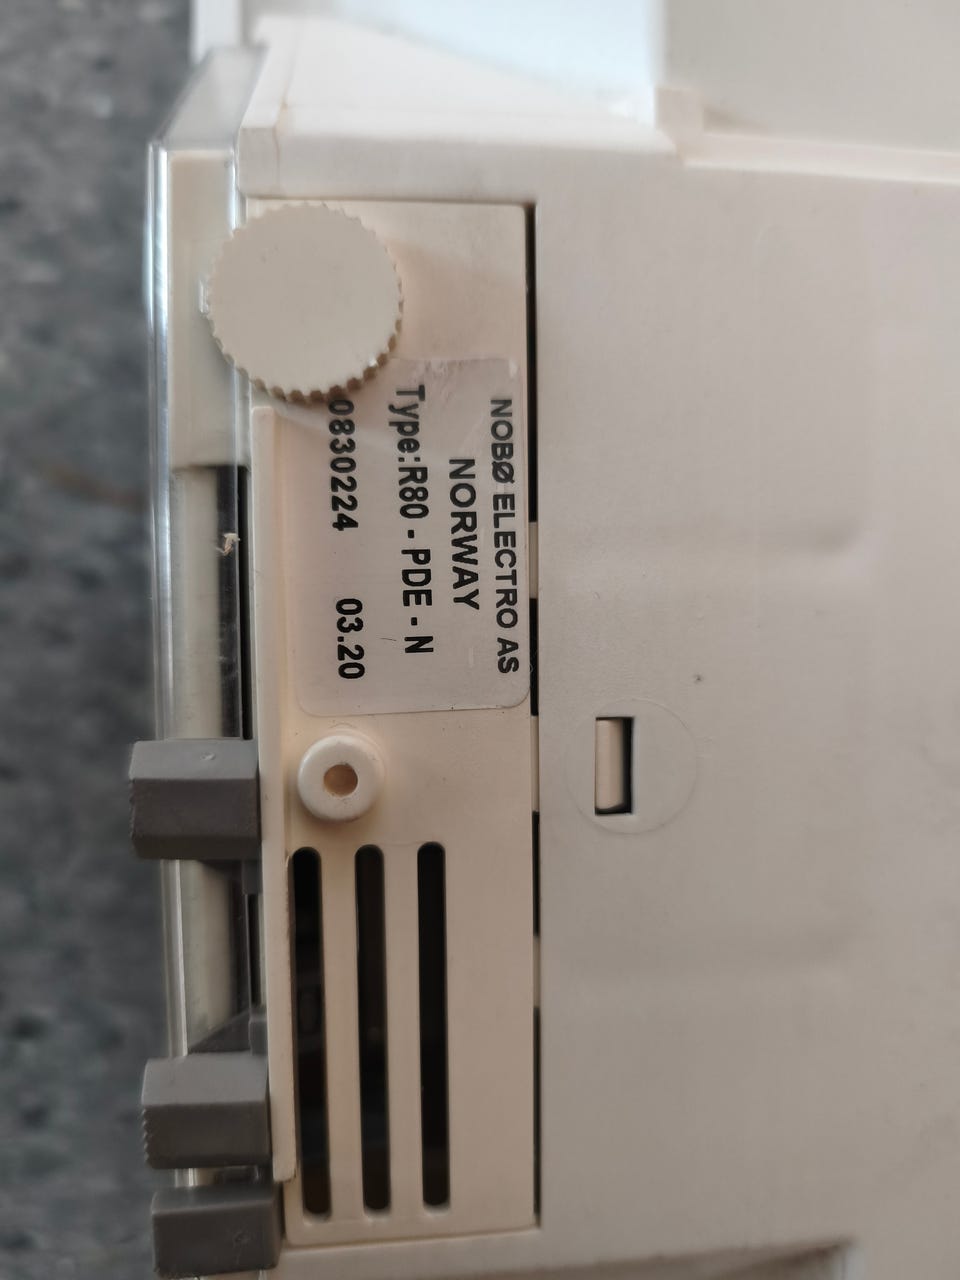 NOBØ ELECTRO AS
NORWAY
Type:R80 - PDE - N
0830224 03.20